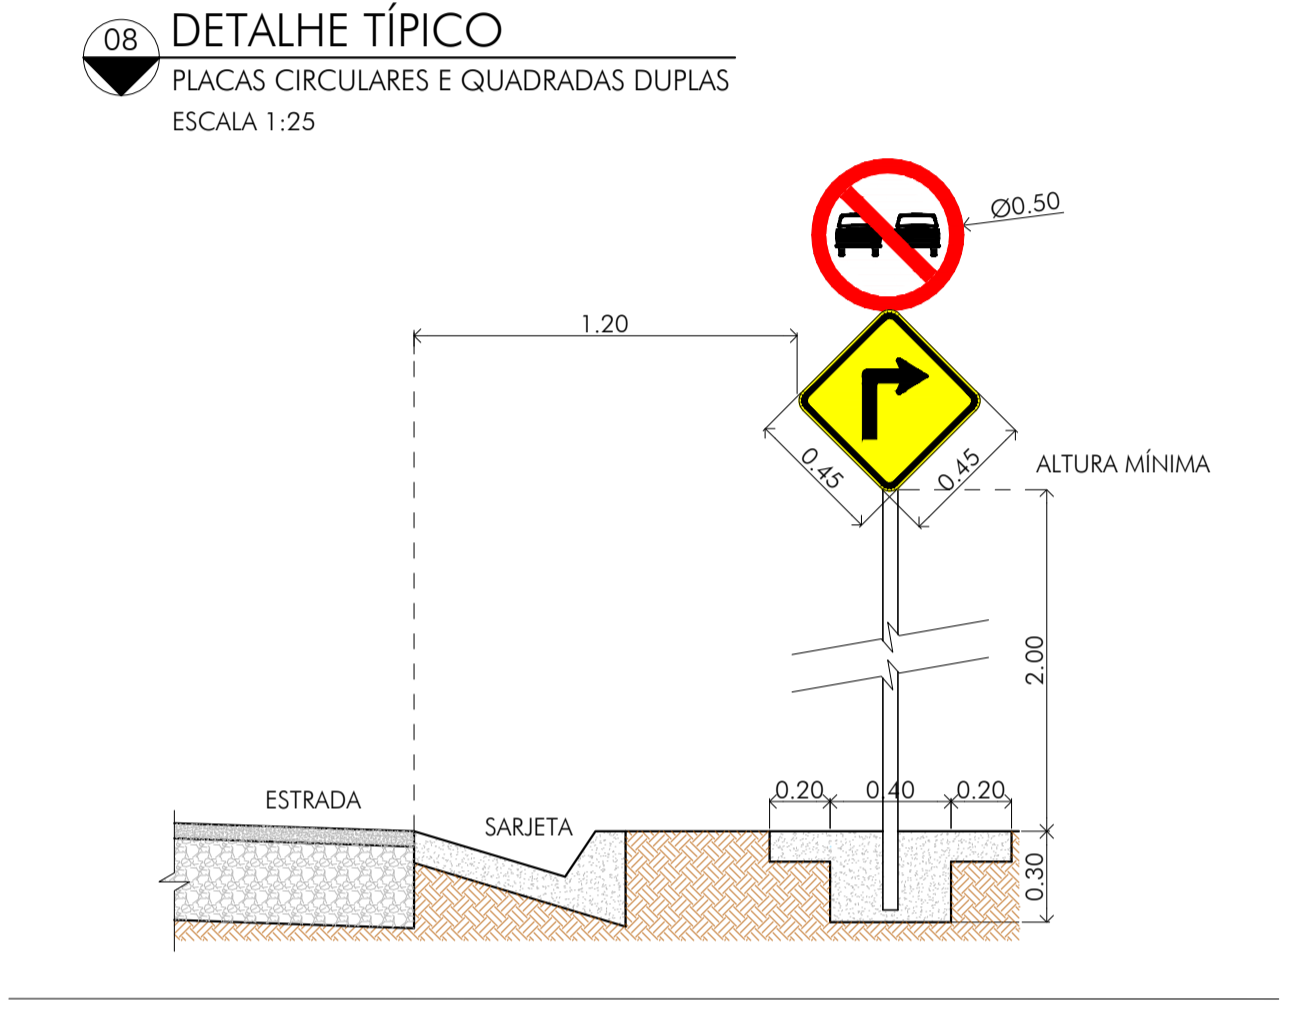 08
DETALHE TÍPICO
PLACAS CIRCULARES E QUADRADAS DUPLAS
ESCALA 1:25
Ø0.50
1.20
0.45
0.45
ALTURA MÍNIMA
2.00
0.20
0.40
0.20
ESTRADA
SARJETA
0.30